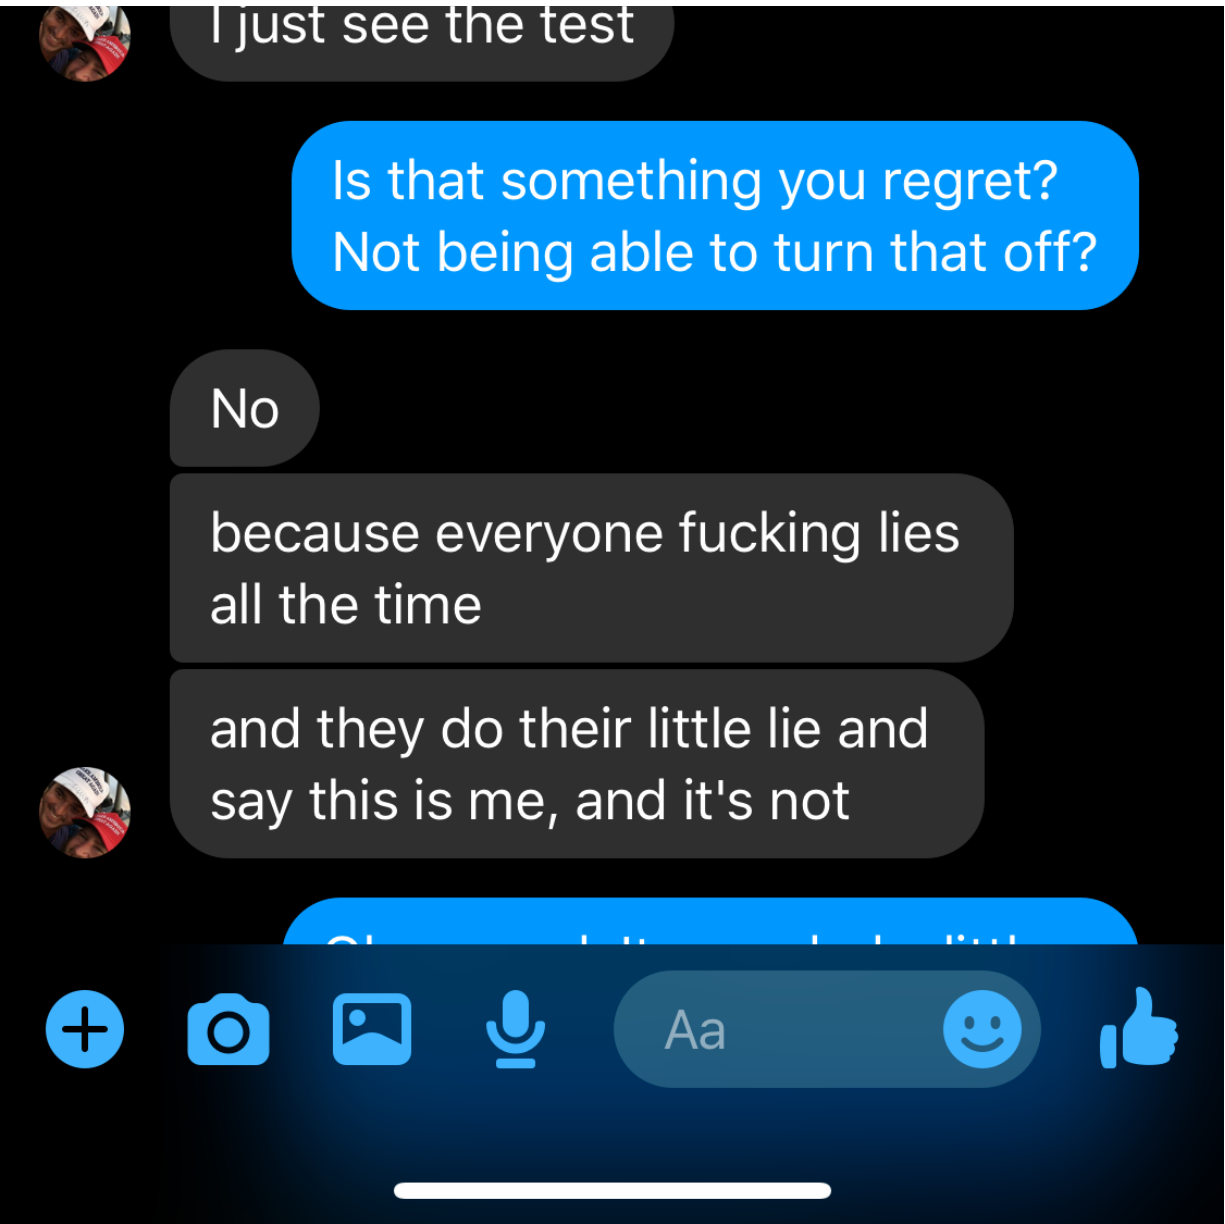 I just see the test
Is that something you regret?
Not being able to turn that off?
No
because everyone fucking lies
all the time
and they do their little lie and
say this is me, and it's not
Aa